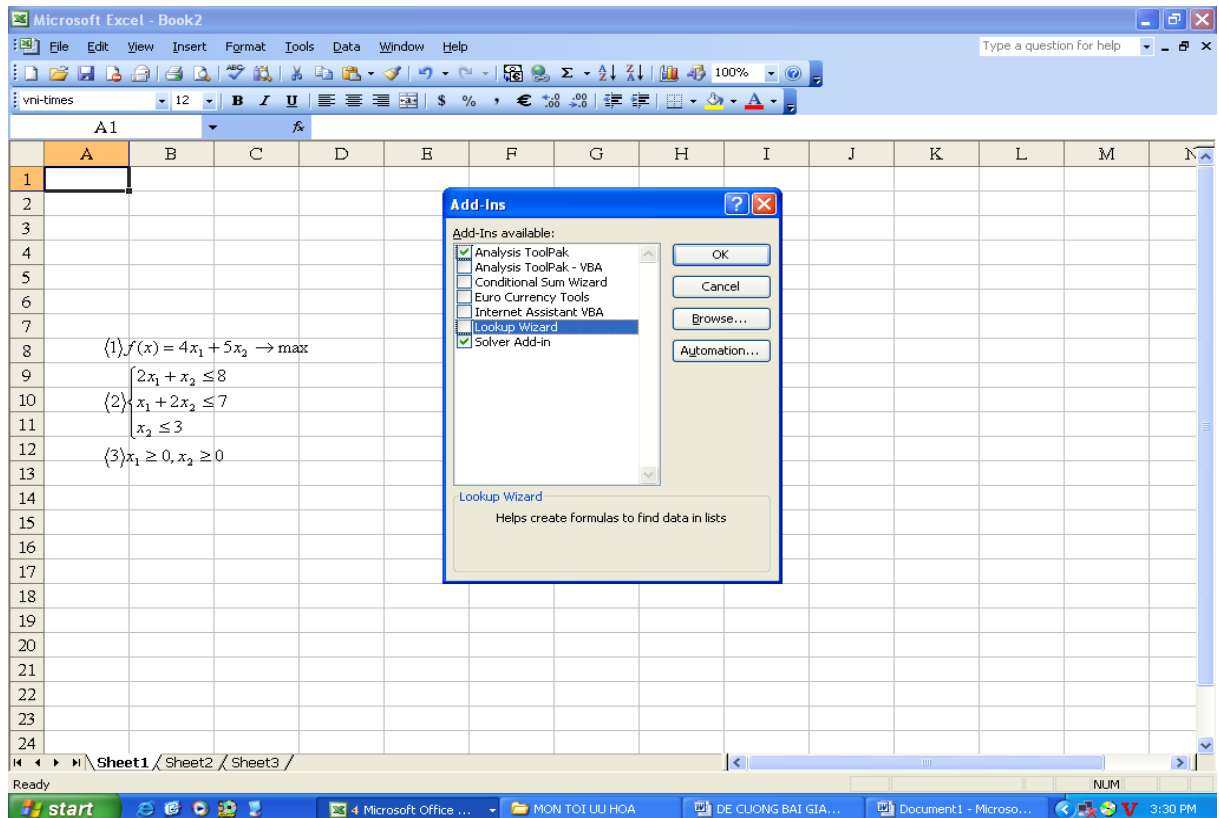 Microsoft Excel - Book2
File Edit View Insert Format Tools Data Window Help Type a question for help
100%
vni-times 12 B I U $ % , €
A1 fx
A B C D E F G H I J K L M N
1
2
3
4
5
6
7
8
9
10
11
12
13
14
15
16
17
18
19
20
21
22
23
24
⟨1⟩ f(x) = 4x₁ + 5x₂ → max
2x₁ + x₂ ≤ 8
⟨2⟩ x₁ + 2x₂ ≤ 7
x₂ ≤ 3
⟨3⟩ x₁ ≥ 0, x₂ ≥ 0
Add-Ins
Add-Ins available:
Analysis ToolPak
Analysis ToolPak - VBA
Conditional Sum Wizard
Euro Currency Tools
Internet Assistant VBA
Lookup Wizard
Solver Add-in
OK
Cancel
Browse...
Automation...
Lookup Wizard
Helps create formulas to find data in lists
Sheet1 / Sheet2 / Sheet3 /
Ready NUM
start 4 Microsoft Office ... MON TOI UU HOA DE CUONG BAI GIA... Document1 - Microso... V 3:30 PM